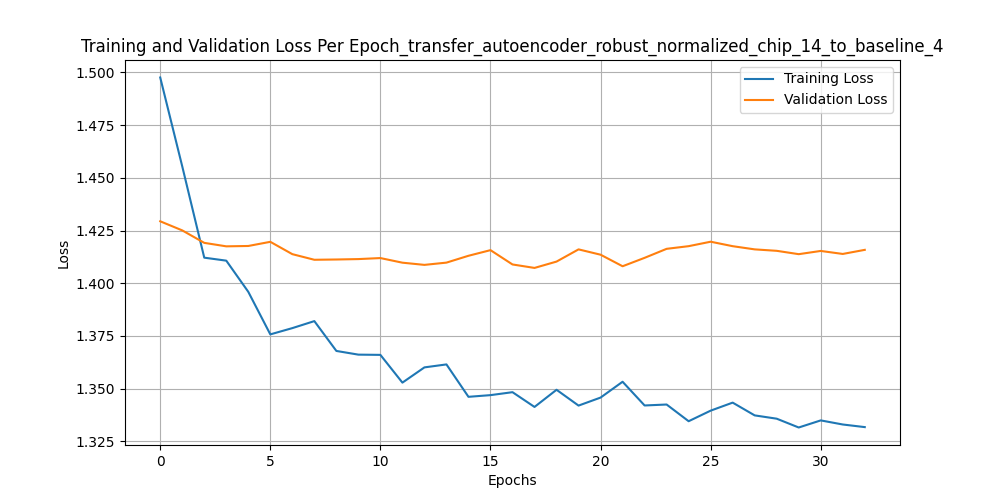 Training and Validation Loss Per Epoch_transfer_autoencoder_robust_normalized_chip_14_to_baseline_4
Training Loss
Validation Loss
1.500
1.475
1.450
1.425
1.400
1.375
1.350
1.325
Loss
0 5 10 15 20 25 30
Epochs